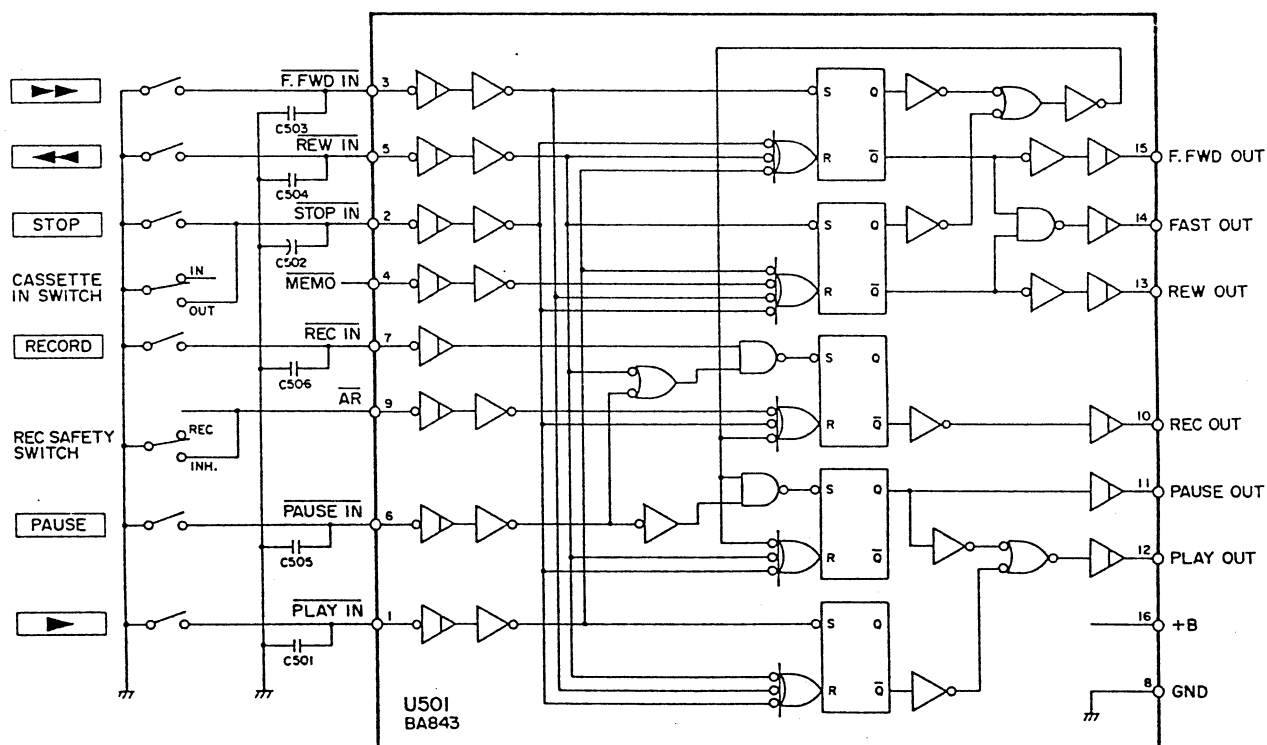 F.FWD IN 3
C503
REW IN 5
C504
STOP STOP IN 2
C502
CASSETTE
IN SWITCH
IN
OUT
MEMO 4
RECORD REC IN 7
C506
AR 9
REC SAFETY
SWITCH
REC
INH.
PAUSE PAUSE IN 6
C505
PLAY IN 1
C501
U501
BA843
S Q
R Q
S Q
R Q
S Q
R Q
S Q
R Q
S Q
R Q
15 F.FWD OUT
14 FAST OUT
13 REW OUT
10 REC OUT
11 PAUSE OUT
12 PLAY OUT
16 +B
8 GND